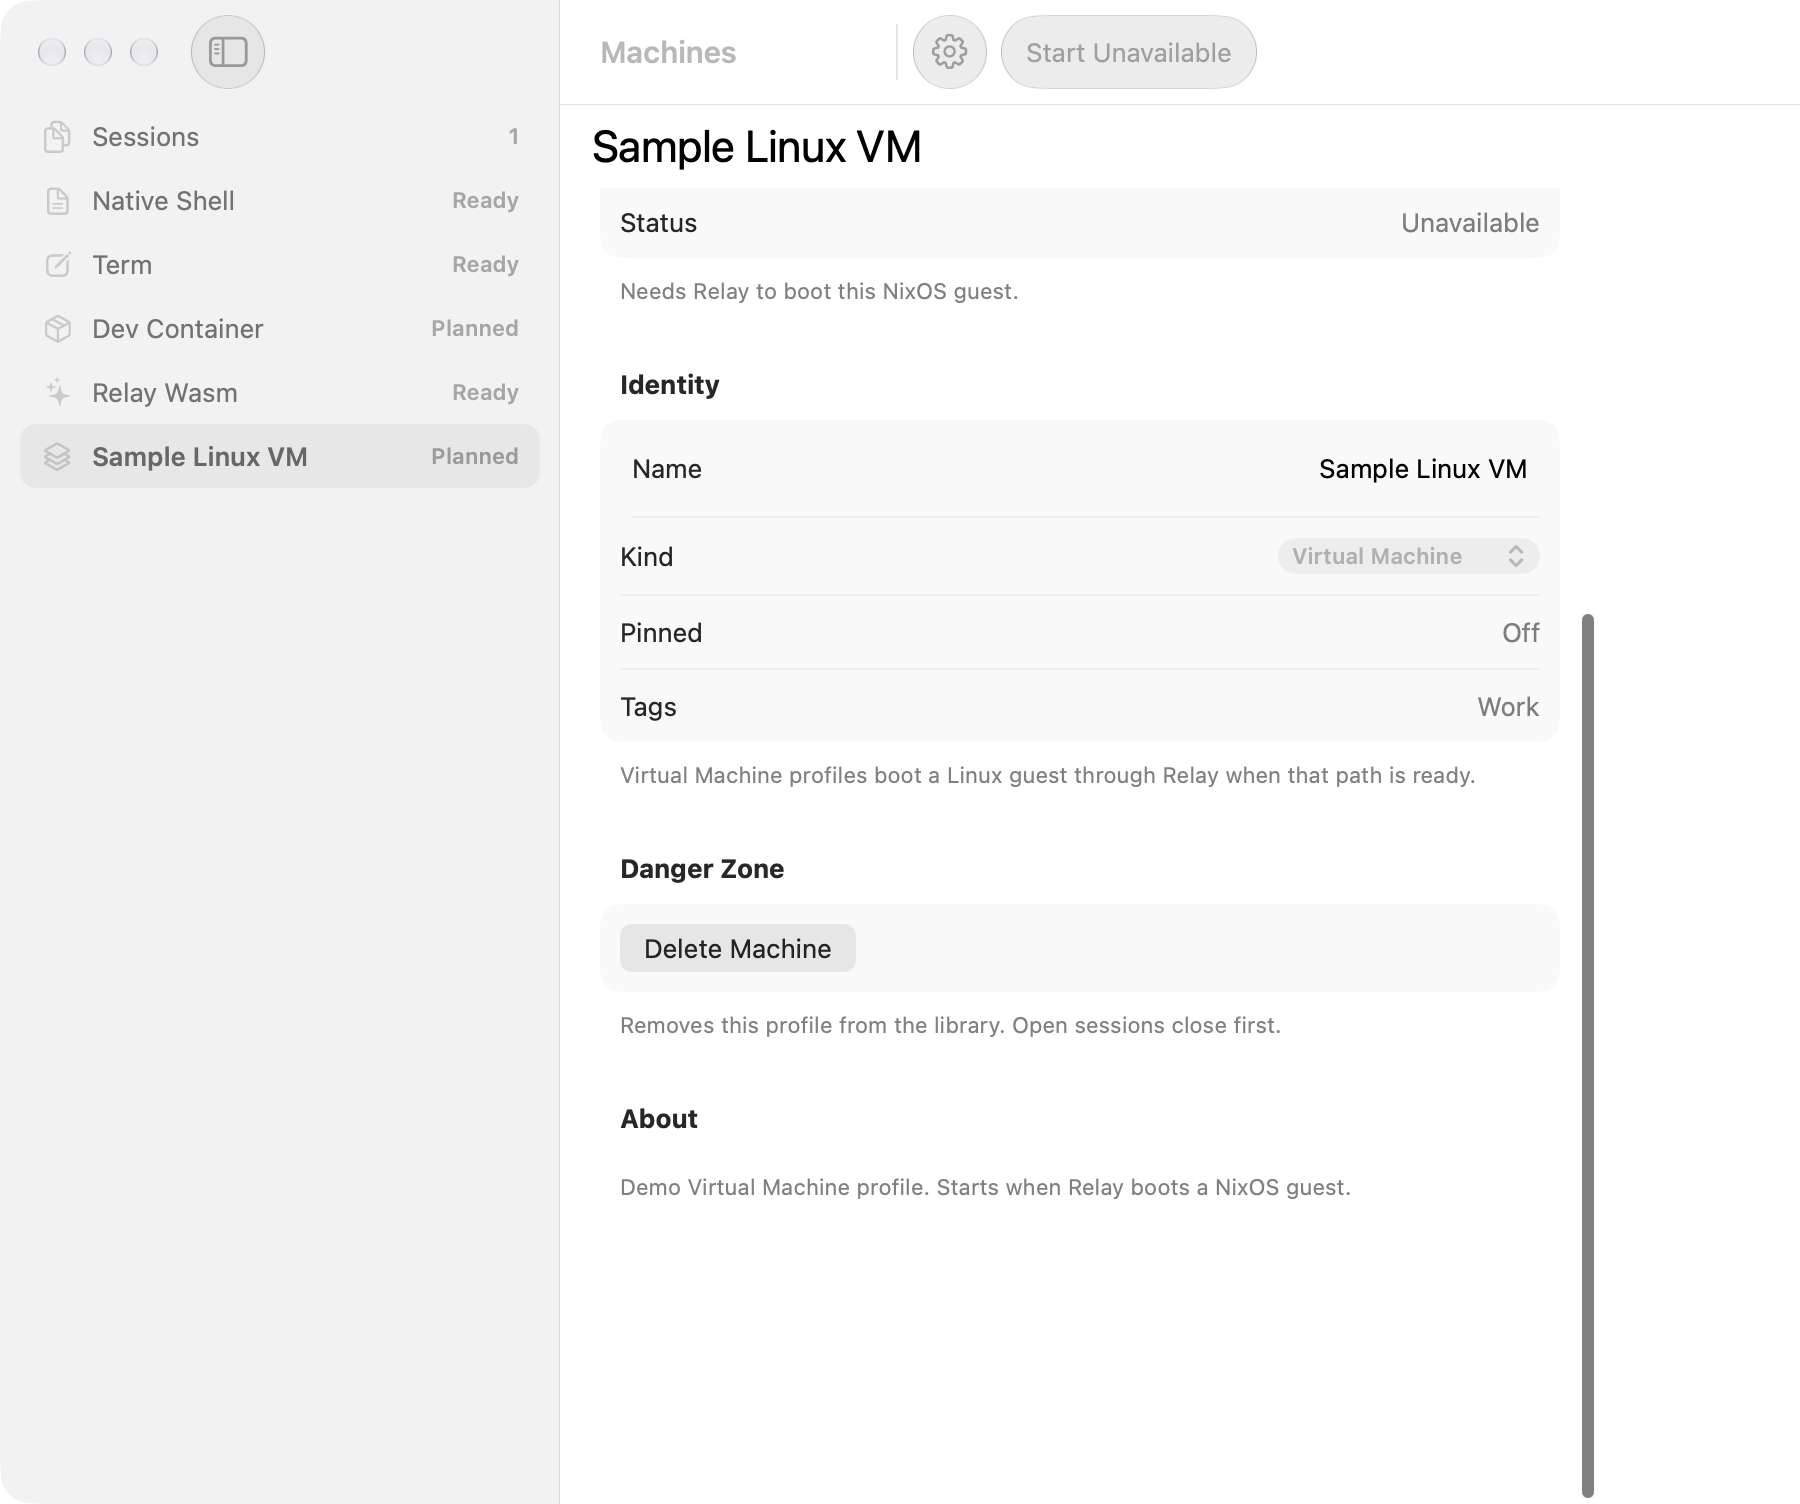 Machines
Start Unavailable
Sessions 1
Native Shell Ready
Term Ready
Dev Container Planned
Relay Wasm Ready
Sample Linux VM Planned
Sample Linux VM
Status Unavailable
Needs Relay to boot this NixOS guest.
Identity
Name Sample Linux VM
Kind Virtual Machine
Pinned Off
Tags Work
Virtual Machine profiles boot a Linux guest through Relay when that path is ready.
Danger Zone
Delete Machine
Removes this profile from the library. Open sessions close first.
About
Demo Virtual Machine profile. Starts when Relay boots a NixOS guest.